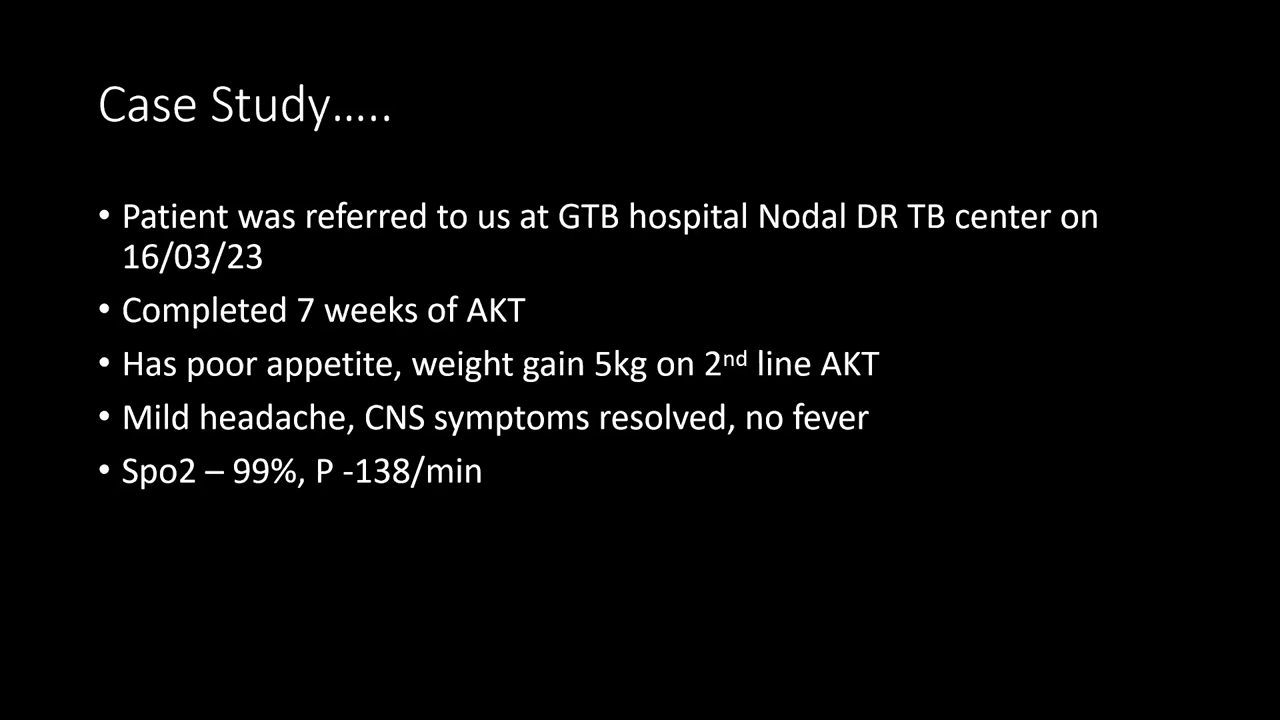 Case Study…..
• Patient was referred to us at GTB hospital Nodal DR TB center on
16/03/23
• Completed 7 weeks of AKT
• Has poor appetite, weight gain 5kg on 2nd line AKT
• Mild headache, CNS symptoms resolved, no fever
• Spo2 – 99%, P -138/min